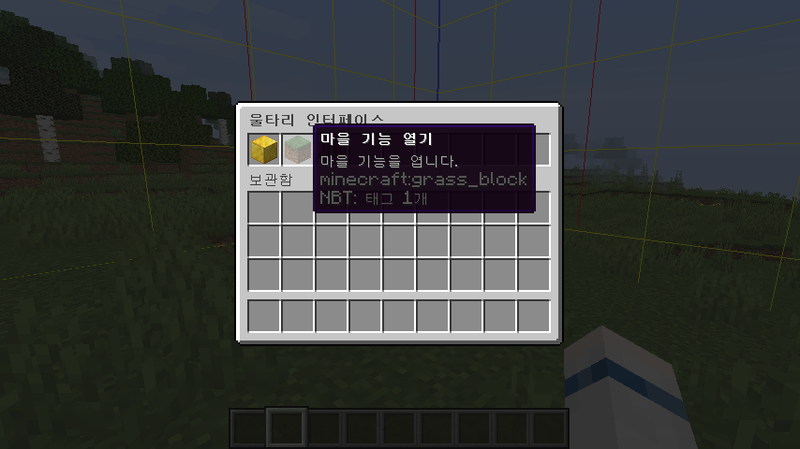 울타리 인터페이스
마을 기능 열기
마을 기능을 엽니다.
minecraft:grass_block
NBT: 태그 1개
보관함